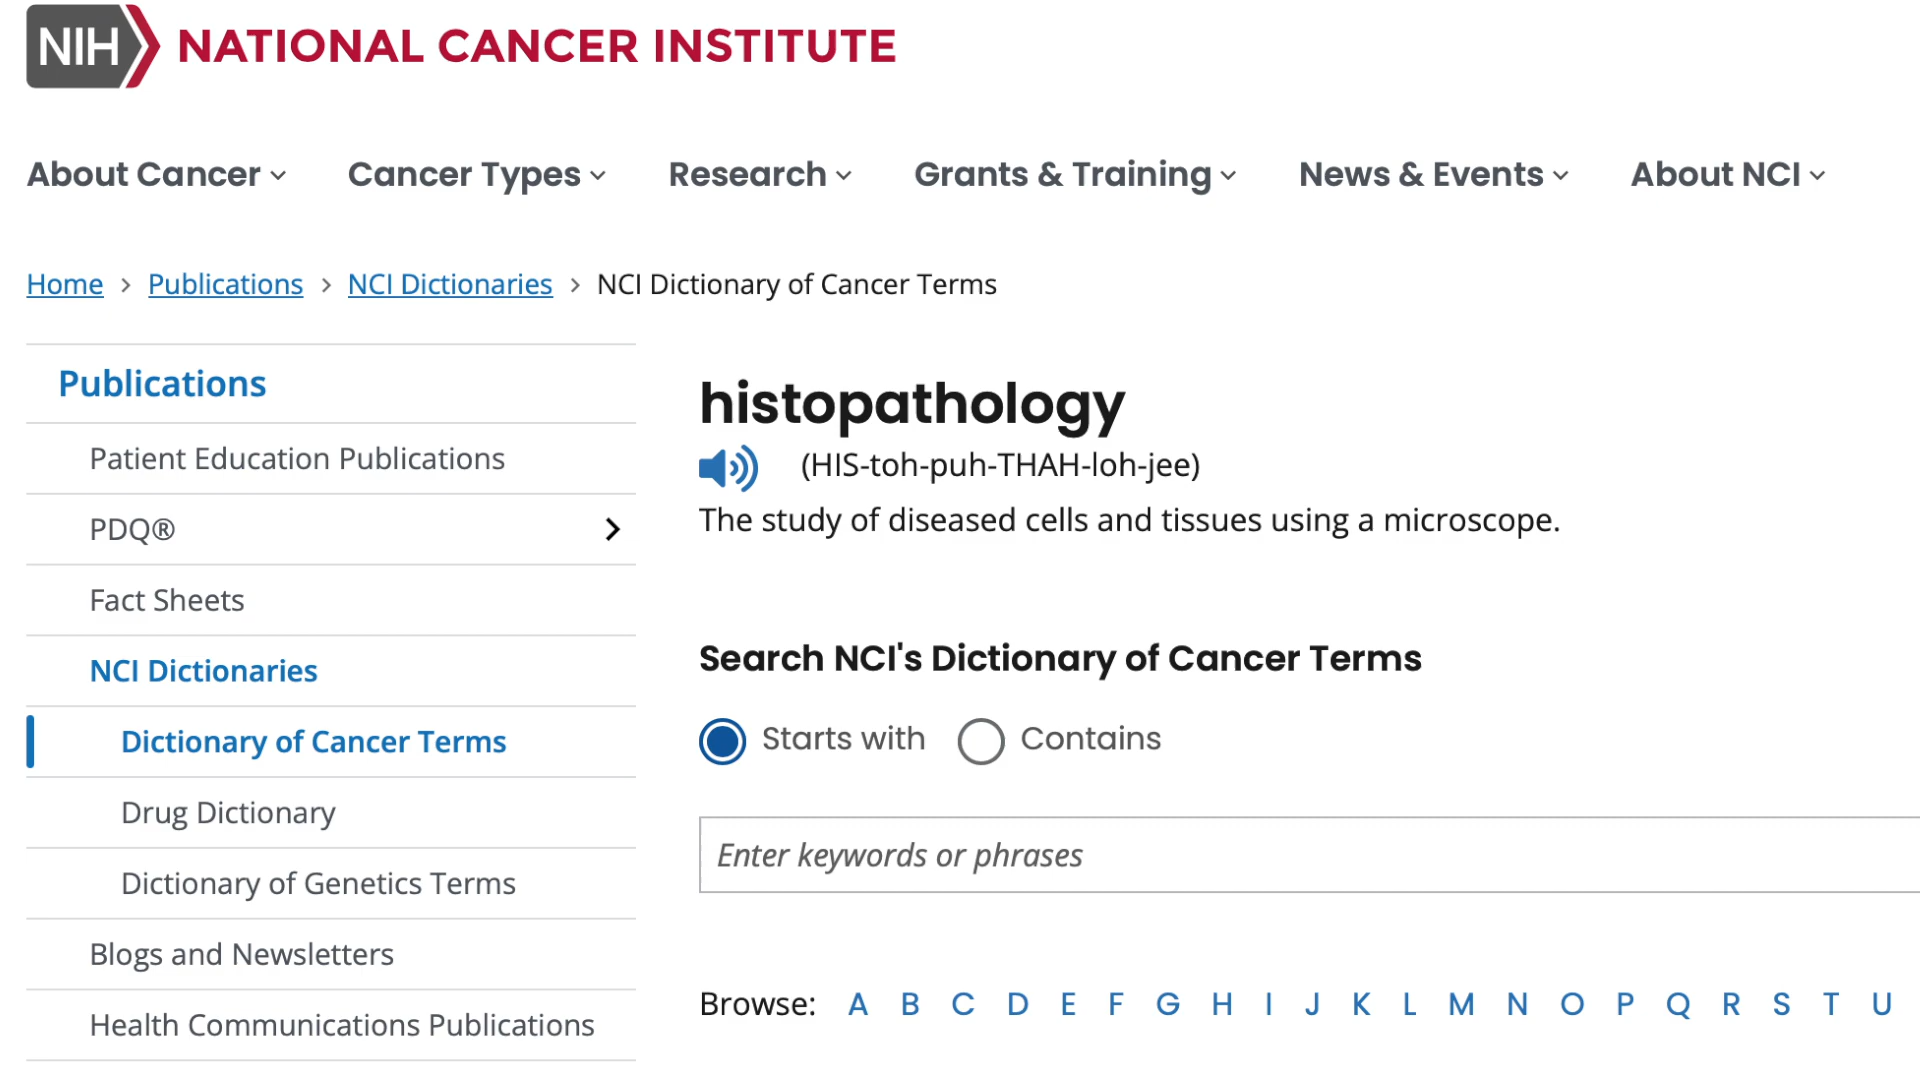 NIH NATIONAL CANCER INSTITUTE
About Cancer Cancer Types Research Grants & Training News & Events About NCI
Home > Publications > NCI Dictionaries > NCI Dictionary of Cancer Terms
Publications
Patient Education Publications
PDQ®
Fact Sheets
NCI Dictionaries
Dictionary of Cancer Terms
Drug Dictionary
Dictionary of Genetics Terms
Blogs and Newsletters
Health Communications Publications
histopathology
(HIS-toh-puh-THAH-loh-jee)
The study of diseased cells and tissues using a microscope.
Search NCI's Dictionary of Cancer Terms
Starts with Contains
Enter keywords or phrases
Browse: A B C D E F G H I J K L M N O P Q R S T U